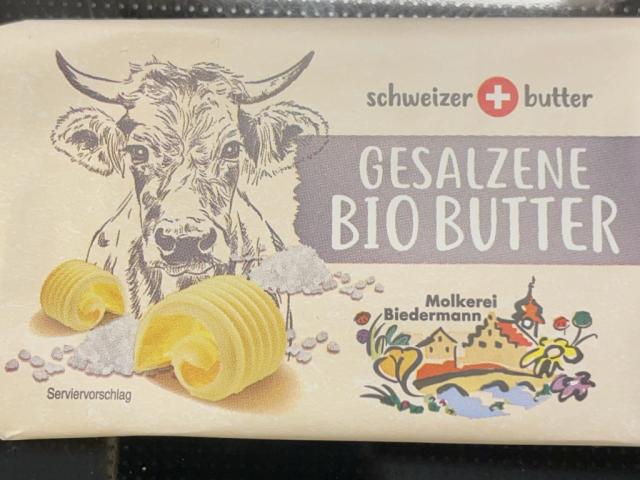 schweizer butter
GESALZENE
BIO BUTTER
Molkerei
Biedermann
Serviervorschlag